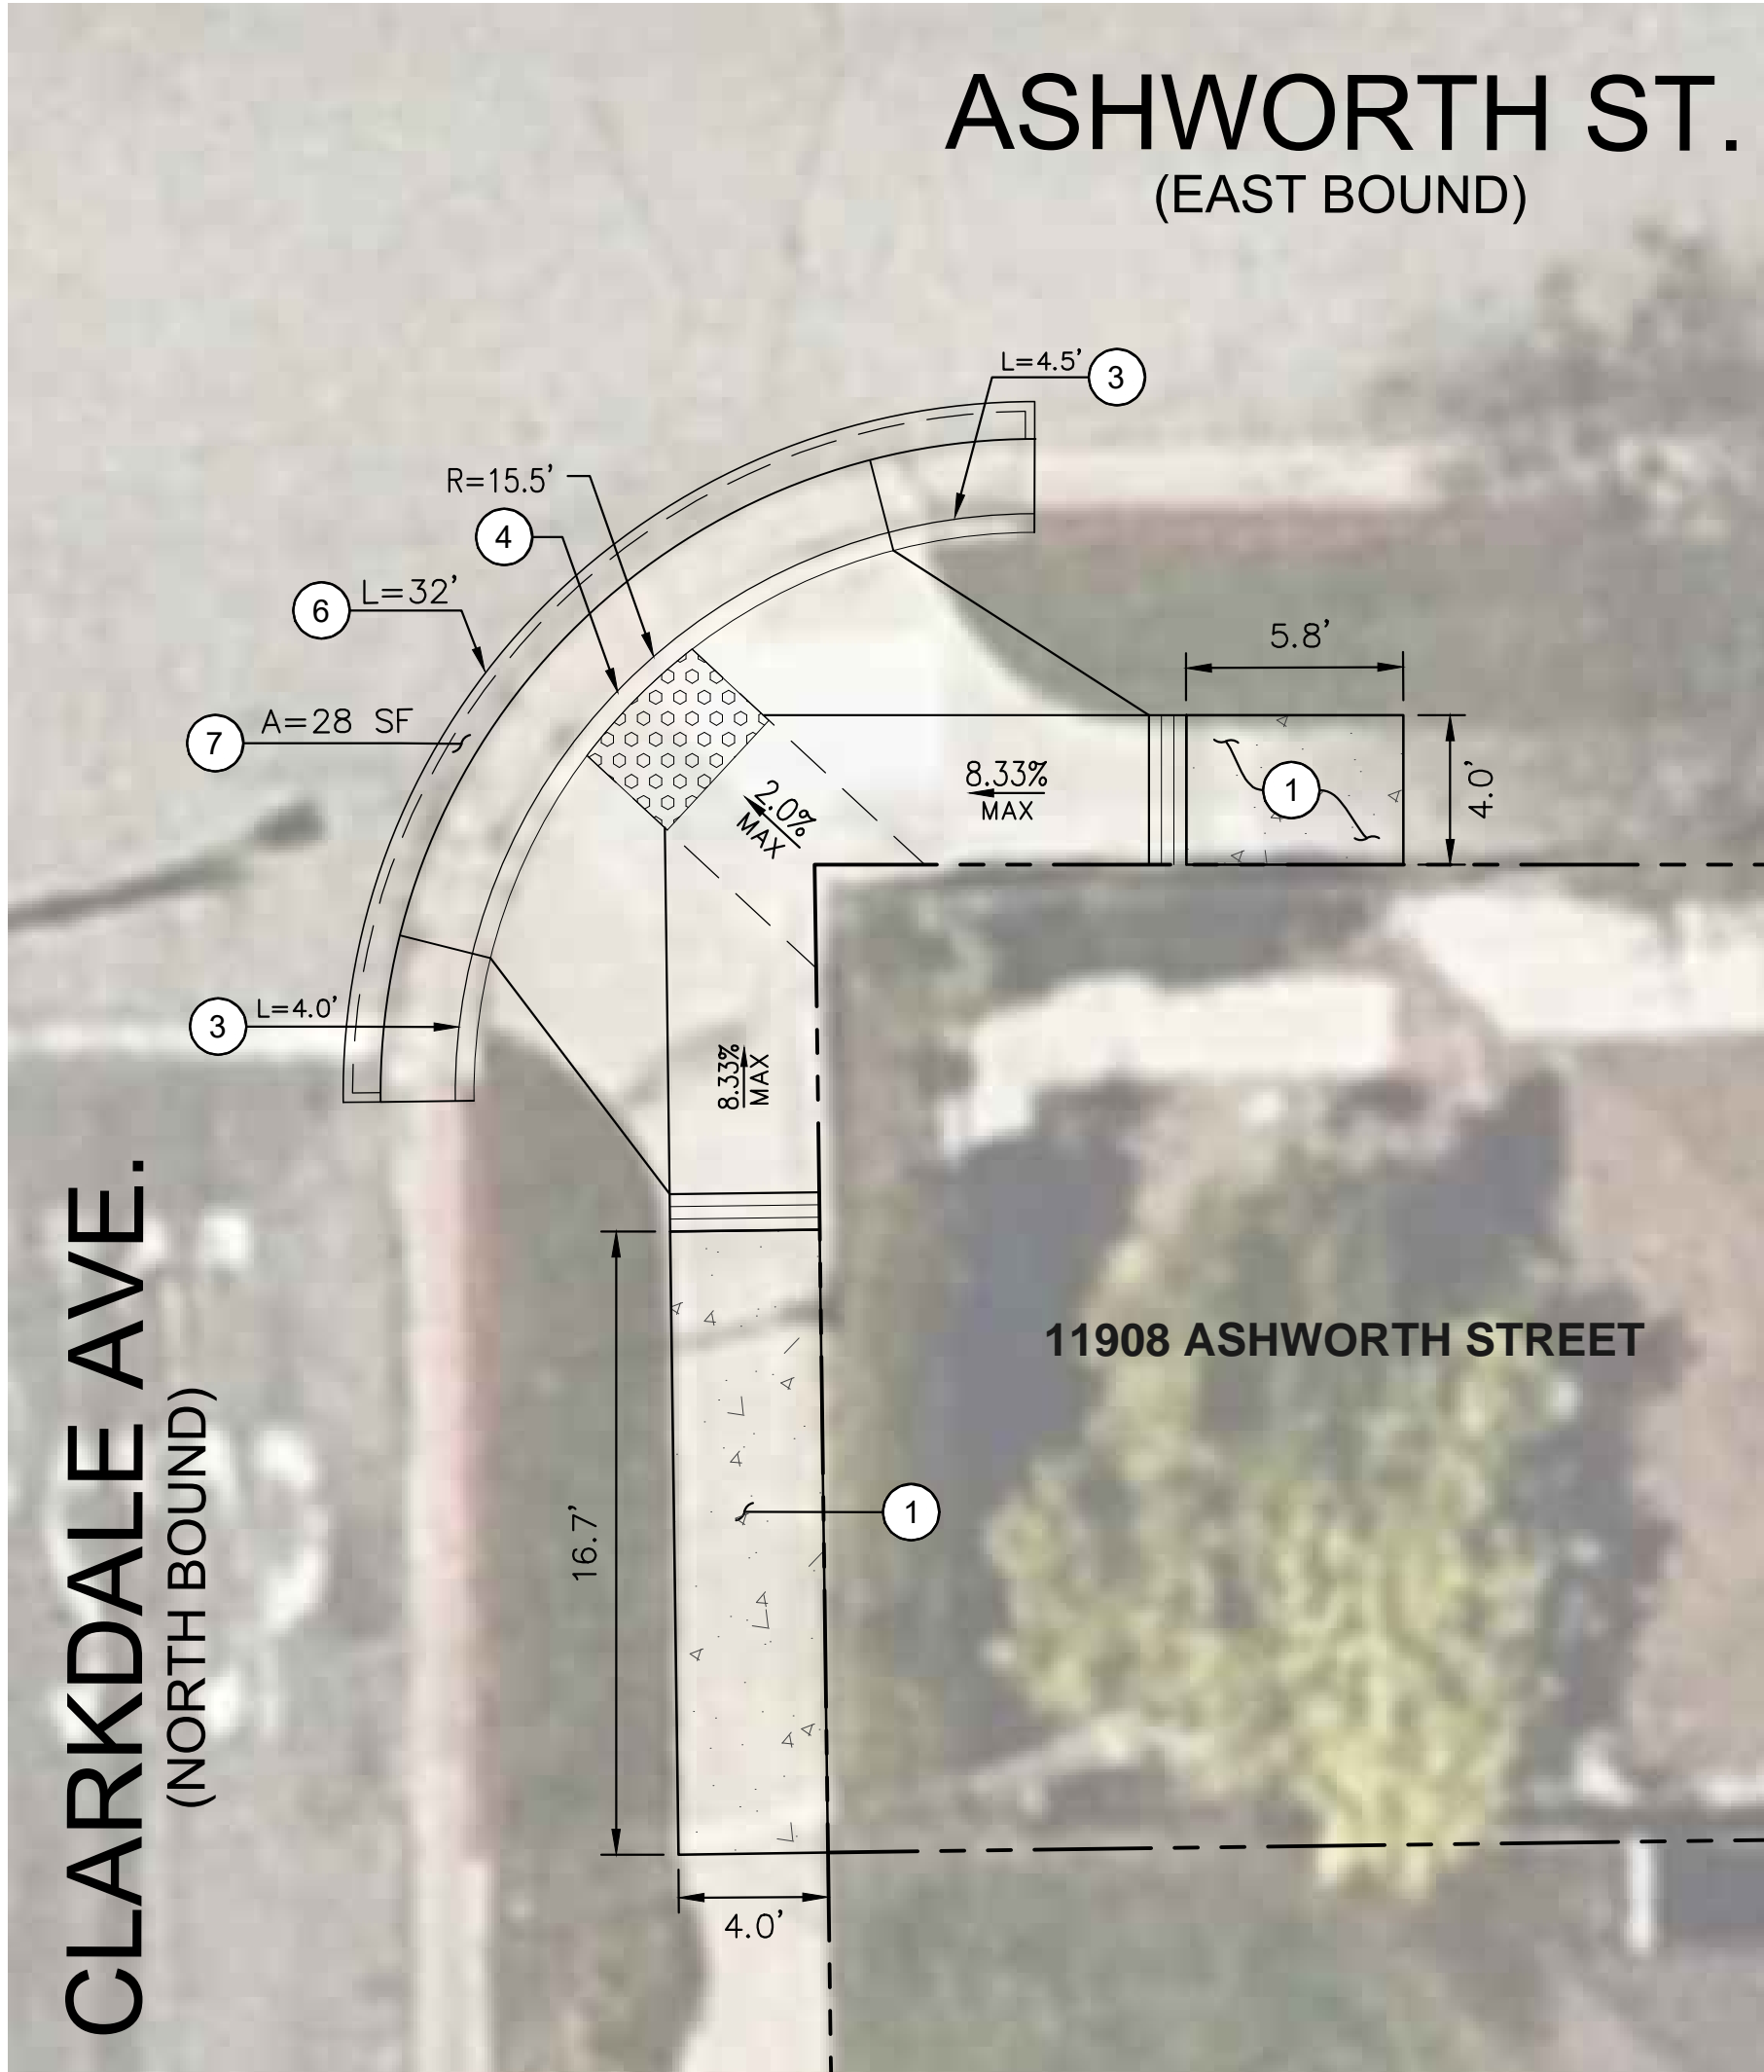 ASHWORTH ST.
(EAST BOUND)
L=4.5’
3
R=15.5’
4
6
L=32’
7
A=28 SF
5.8’
4.0’
1
8.33%
MAX
2.0%
MAX
3
L=4.0’
8.33%
MAX
CLARKDALE AVE.
(NORTH BOUND)
11908 ASHWORTH STREET
16.7’
1
4.0’